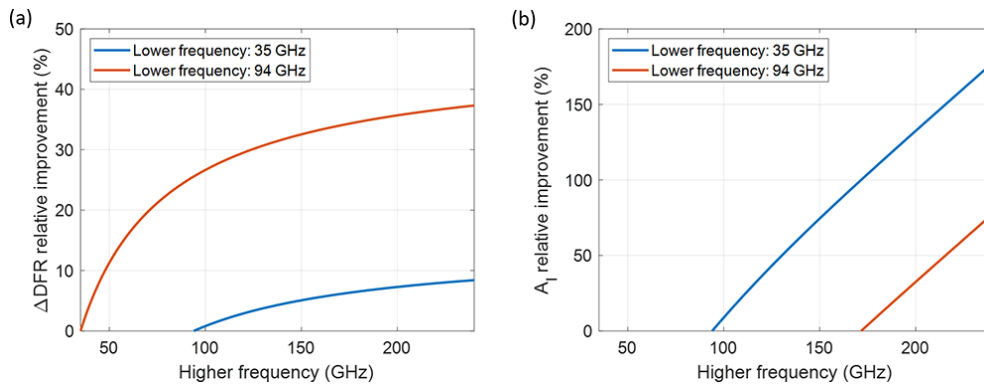 (a)
50
40
30
20
10
0
ΔDFR relative improvement (%)
Lower frequency: 35 GHz
Lower frequency: 94 GHz
50
100
150
200
Higher frequency (GHz)
(b)
200
150
100
50
0
A_I relative improvement (%)
Lower frequency: 35 GHz
Lower frequency: 94 GHz
50
100
150
200
Higher frequency (GHz)